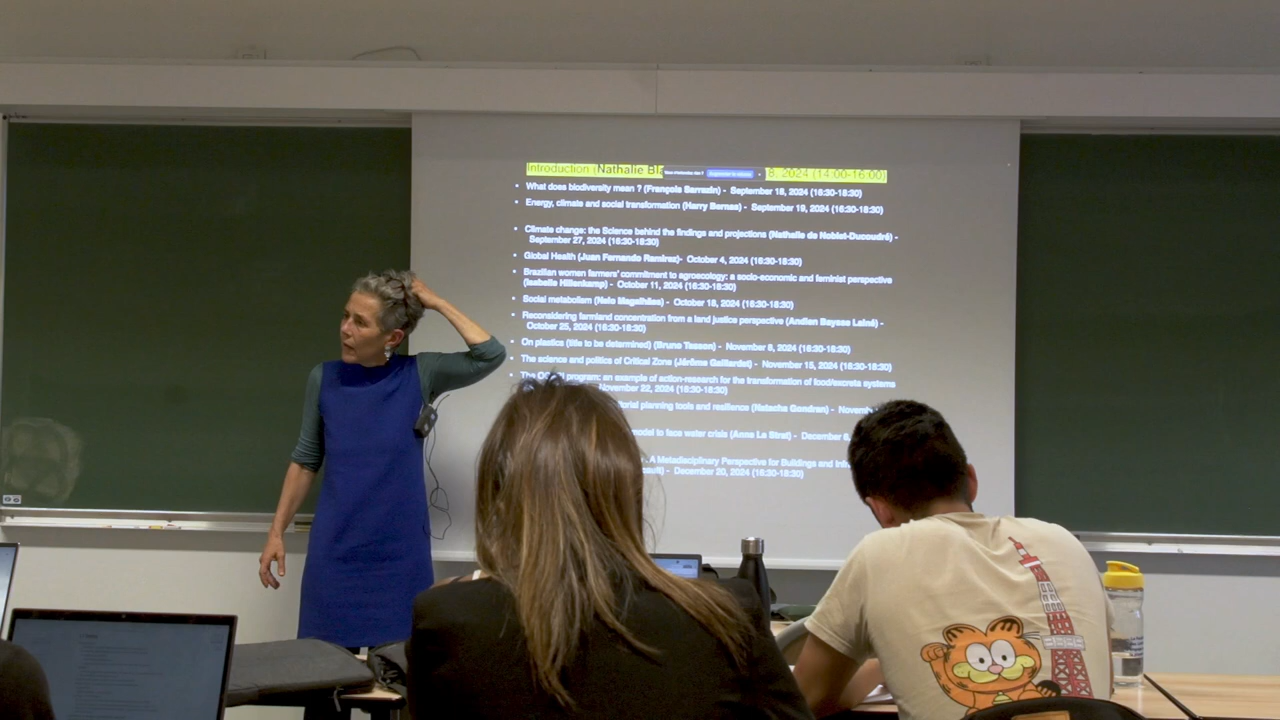 Introduction (Nathalie Bla 8, 2024 (14:00-16:00)
• What does biodiversity mean ? (François Sarrazin) - September 18, 2024 (16:30-18:30)
• Energy, climate and social transformation (Harry Bernas) - September 19, 2024 (16:30-18:30)
• Climate change: the Science behind the findings and projections (Nathalie de Noblet-Ducoudré) -
September 27, 2024 (16:30-18:30)
• Global Health (Juan Fernando Ramirez)- October 4, 2024 (16:30-18:30)
• Brazilian women farmers' commitment to agroecology: a socio-economic and feminist perspective
(Isabelle Hillenkamp) - October 11, 2024 (16:30-18:30)
• Social metabolism (Nelo Magalhães) - October 18, 2024 (16:30-18:30)
• Reconsidering farmland concentration from a land justice perspective (Andien Bayase Lainé) -
October 25, 2024 (16:30-18:30)
• On plastics (title to be determined) (Bruno Tassen) - November 8, 2024 (16:30-18:30)
• The science and politics of Critical Zone (Jérôme Gaillardet) - November 15, 2024 (16:30-18:30)
• The program: an example of action-research for the transformation of food/excreta systems
November 22, 2024 (16:30-18:30)
torial planning tools and resilience (Natacha Gondran) - Novem
model to face water crisis (Anne Le Strat) - December 6,
. A Metadisciplinary Perspective for Buildings and Infr
sault) - December 20, 2024 (16:30-18:30)